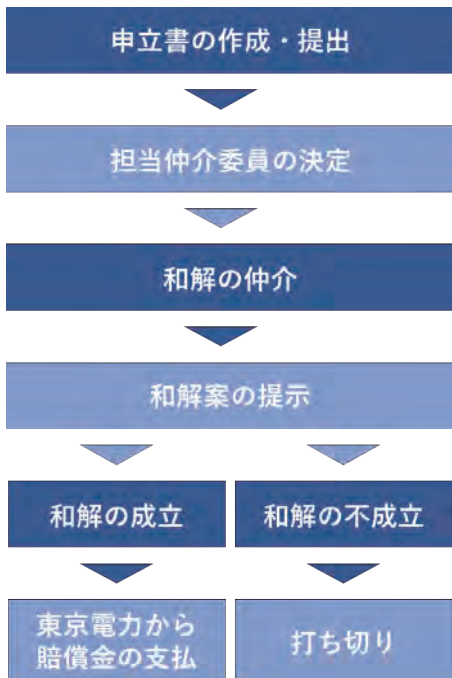 申立書の作成・提出
担当仲介委員の決定
和解の仲介
和解案の提示
和解の成立
和解の不成立
東京電力から
賠償金の支払
打ち切り